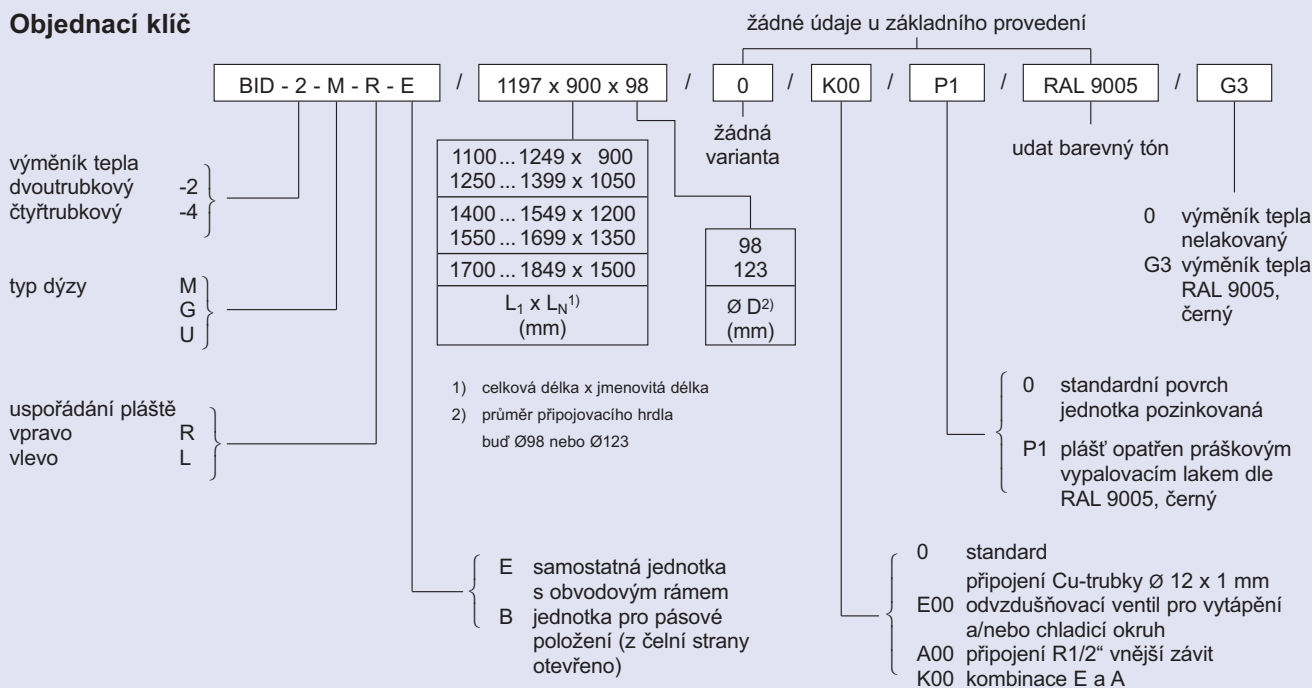 Objednací klíč
žádné údaje u základního provedení
BID - 2 - M - R - E / 1197 x 900 x 98 / 0 / K00 / P1 / RAL 9005 / G3
žádná
varianta
udat barevný tón
výměník tepla
dvoutrubkový -2
čtyřtrubkový -4
1100 ... 1249 x 900
1250 ... 1399 x 1050
1400 ... 1549 x 1200
1550 ... 1699 x 1350
1700 ... 1849 x 1500
L₁ x L_N¹⁾
(mm)
98
123
Ø D²⁾
(mm)
0 výměník tepla
nelakovaný
G3 výměník tepla
RAL 9005,
černý
typ dýzy M
G
U
1) celková délka x jmenovitá délka
2) průměr připojovacího hrdla
buď Ø98 nebo Ø123
uspořádání pláště
vpravo R
vlevo L
0 standardní povrch
jednotka pozinkovaná
P1 plášť opatřen práškovým
vypalovacím lakem dle
RAL 9005, černý
E samostatná jednotka
s obvodovým rámem
B jednotka pro pásové
položení (z čelní strany
otevřeno)
0 standard
připojení Cu-trubky Ø 12 x 1 mm
E00 odvzdušňovací ventil pro vytápění
a/nebo chladicí okruh
A00 připojení R1/2“ vnější závit
K00 kombinace E a A